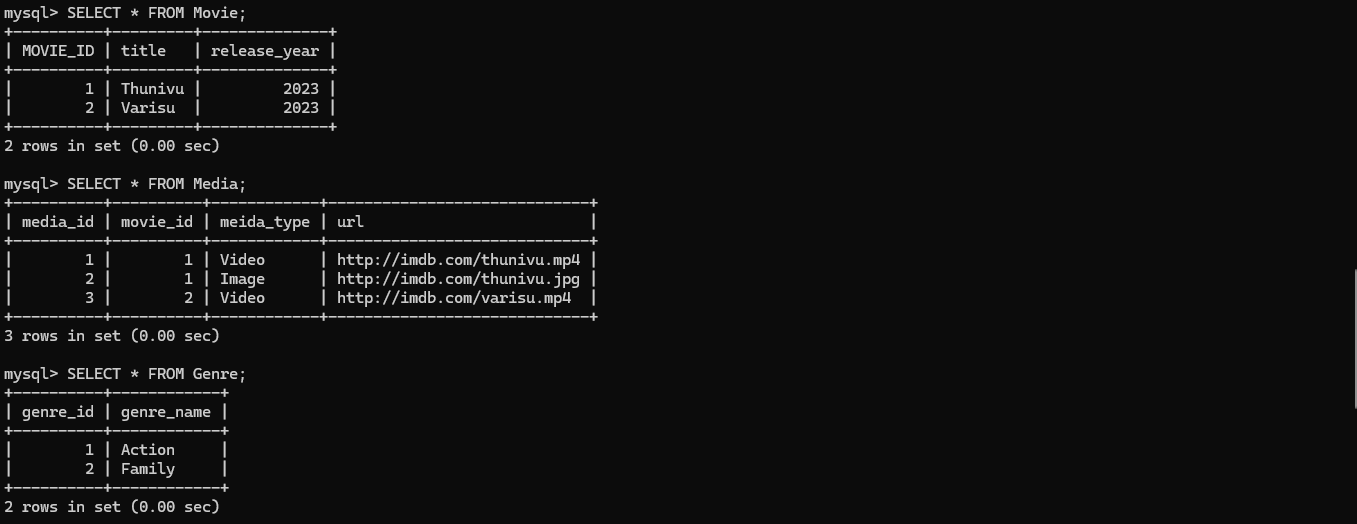 mysql> SELECT * FROM Movie;
+----------+---------+--------------+
| MOVIE_ID | title   | release_year |
+----------+---------+--------------+
|        1 | Thunivu |         2023 |
|        2 | Varisu  |         2023 |
+----------+---------+--------------+
2 rows in set (0.00 sec)

mysql> SELECT * FROM Media;
+----------+----------+------------+-----------------------------+
| media_id | movie_id | meida_type | url                         |
+----------+----------+------------+-----------------------------+
|        1 |        1 | Video      | http://imdb.com/thunivu.mp4 |
|        2 |        1 | Image      | http://imdb.com/thunivu.jpg |
|        3 |        2 | Video      | http://imdb.com/varisu.mp4  |
+----------+----------+------------+-----------------------------+
3 rows in set (0.00 sec)

mysql> SELECT * FROM Genre;
+----------+------------+
| genre_id | genre_name |
+----------+------------+
|        1 | Action     |
|        2 | Family     |
+----------+------------+
2 rows in set (0.00 sec)